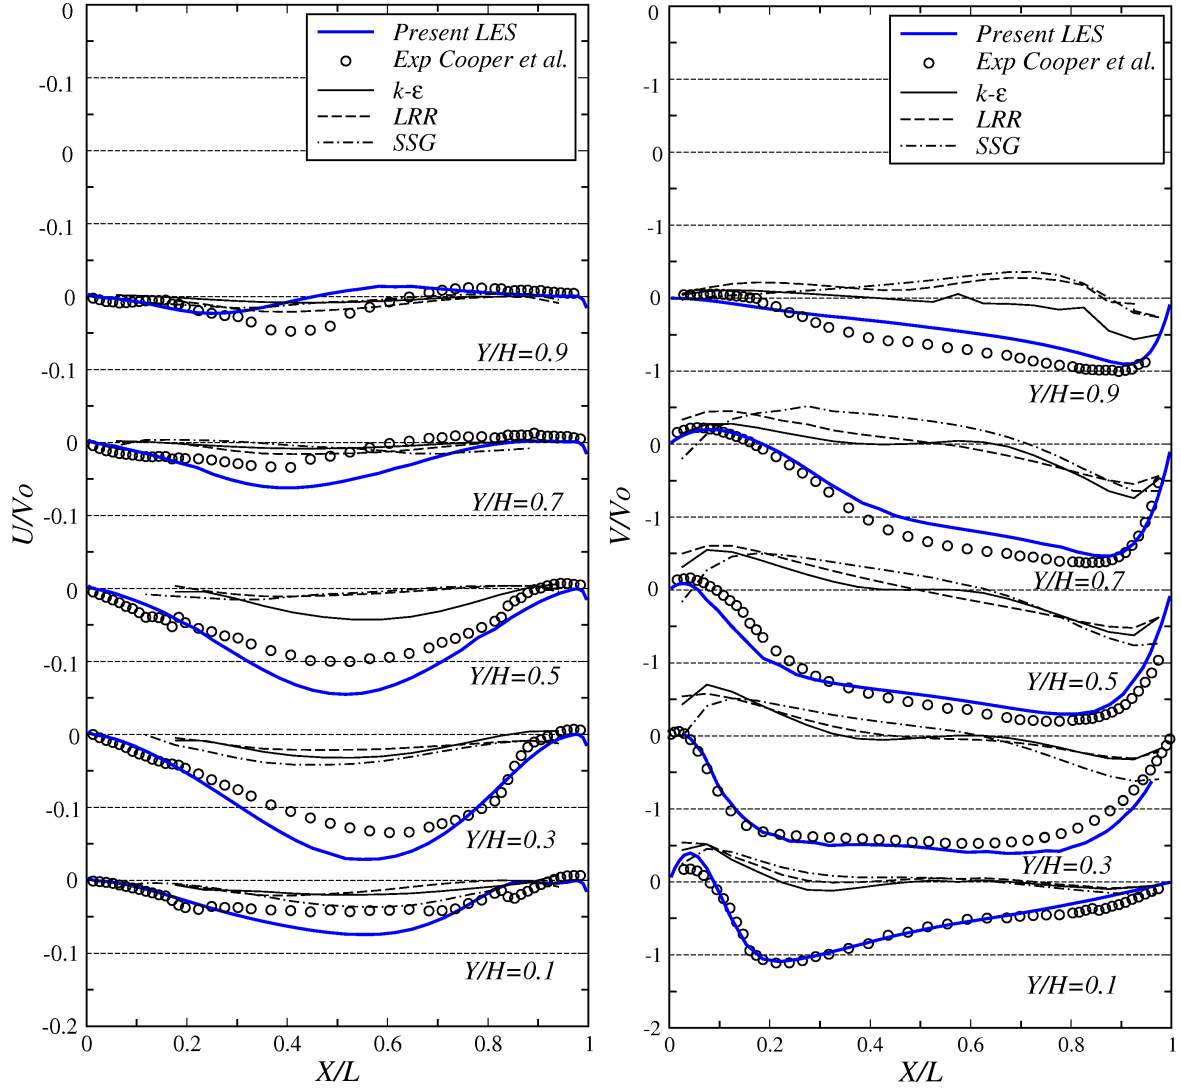 0
-0.1
0
-0.1
0
-0.1
0
-0.1
0
-0.1
0
-0.1
0
-0.1
-0.2
U/Vo
Present LES
Exp Cooper et al.
k-ε
LRR
SSG
Y/H=0.9
Y/H=0.7
Y/H=0.5
Y/H=0.3
Y/H=0.1
0 0.2 0.4 0.6 0.8 1
X/L
0
-1
0
-1
0
-1
0
-1
0
-1
0
-1
0
-1
-2
V/Vo
Present LES
Exp Cooper et al.
k-ε
LRR
SSG
Y/H=0.9
Y/H=0.7
Y/H=0.5
Y/H=0.3
Y/H=0.1
0 0.2 0.4 0.6 0.8 1
X/L